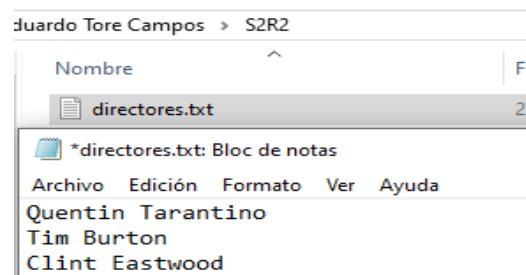 duardo Tore Campos > S2R2
Nombre
F
directores.txt
2
*directores.txt: Bloc de notas
Archivo Edición Formato Ver Ayuda
Quentin Tarantino
Tim Burton
Clint Eastwood